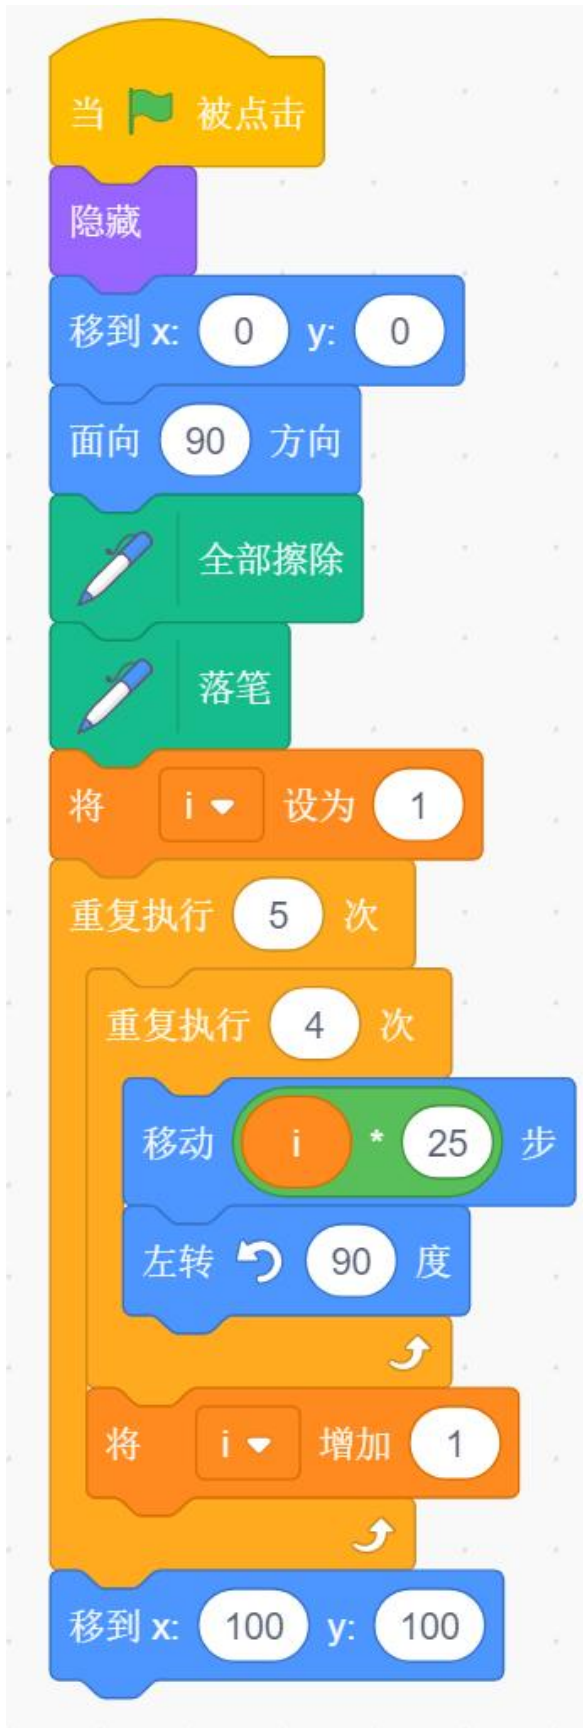 当 被点击
隐藏
移到 x: 0 y: 0
面向 90 方向
全部擦除
落笔
将 i 设为 1
重复执行 5 次
重复执行 4 次
移动 i * 25 步
左转 90 度
将 i 增加 1
移到 x: 100 y: 100